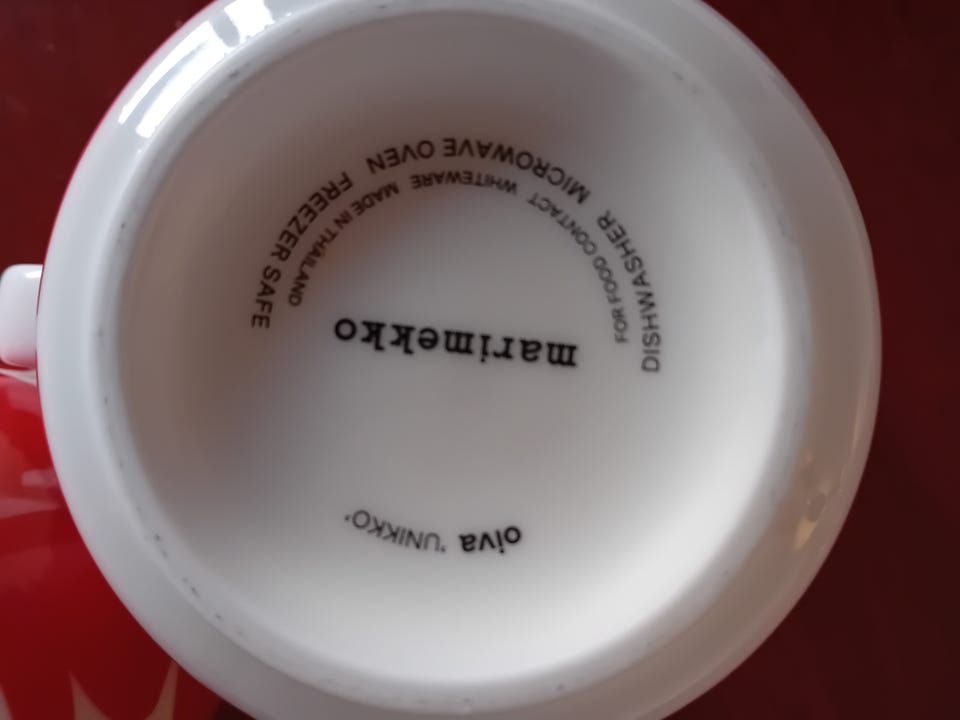 oiva 'UNIKKO'
marimekko
FOR FOOD CONTACT WHITEWARE MADE IN THAILAND
DISHWASHER MICROWAVE OVEN FREEZER SAFE